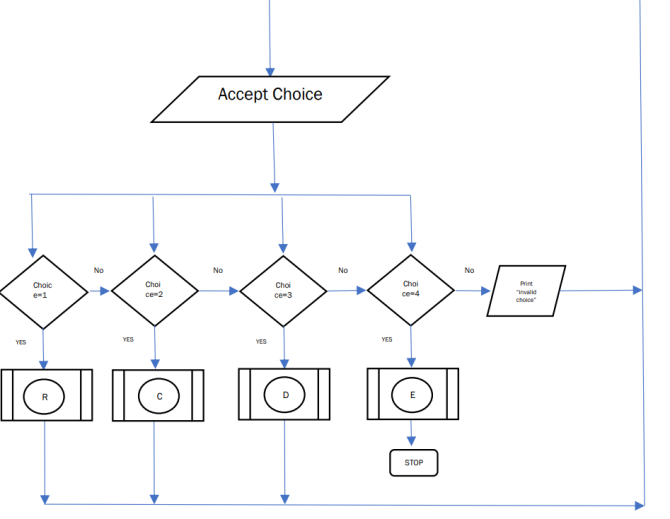 Accept Choice
No
No
No
No
Choic
e=1
Choi
ce=2
Choi
ce=3
Choi
ce=4
Print
"Invalid
choice"
YES
YES
YES
YES
R
C
D
E
STOP